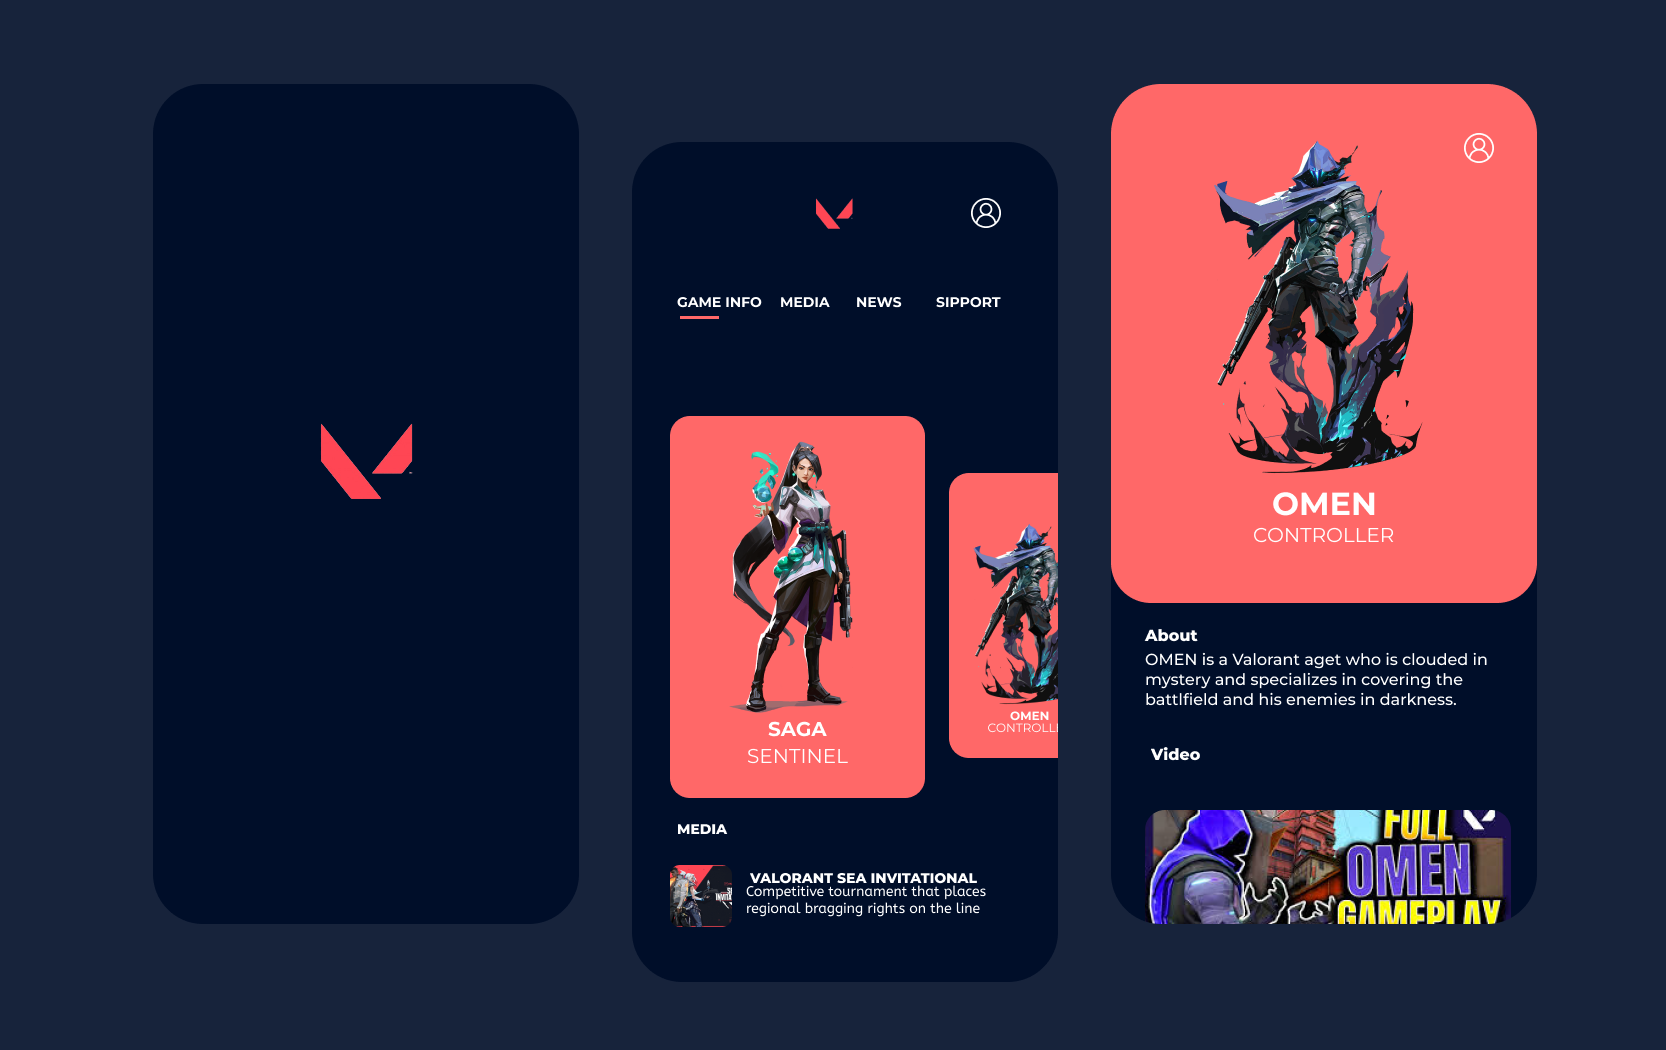 GAME INFO MEDIA NEWS SIPPORT
SAGA
SENTINEL
OMEN
MEDIA
VALORANT SEA INVITATIONAL
Competitive tournament that places
regional bragging rights on the line
OMEN
CONTROLLER
About
OMEN is a Valorant aget who is clouded in
mystery and specializes in covering the
battlfield and his enemies in darkness.
Video
FULL
OMEN
GAMEPLAY